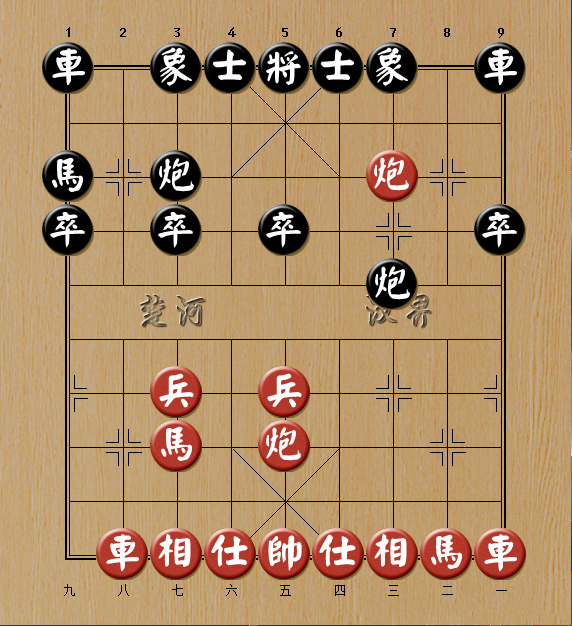 1 2 3 4 5 6 7 8 9
車 象 士 將 士 象 車
馬 炮 炮
卒 卒 卒 卒
炮
楚河 漢界
兵 兵
馬 炮
車 相 仕 帥 仕 相 馬 車
九 八 七 六 五 四 三 二 一